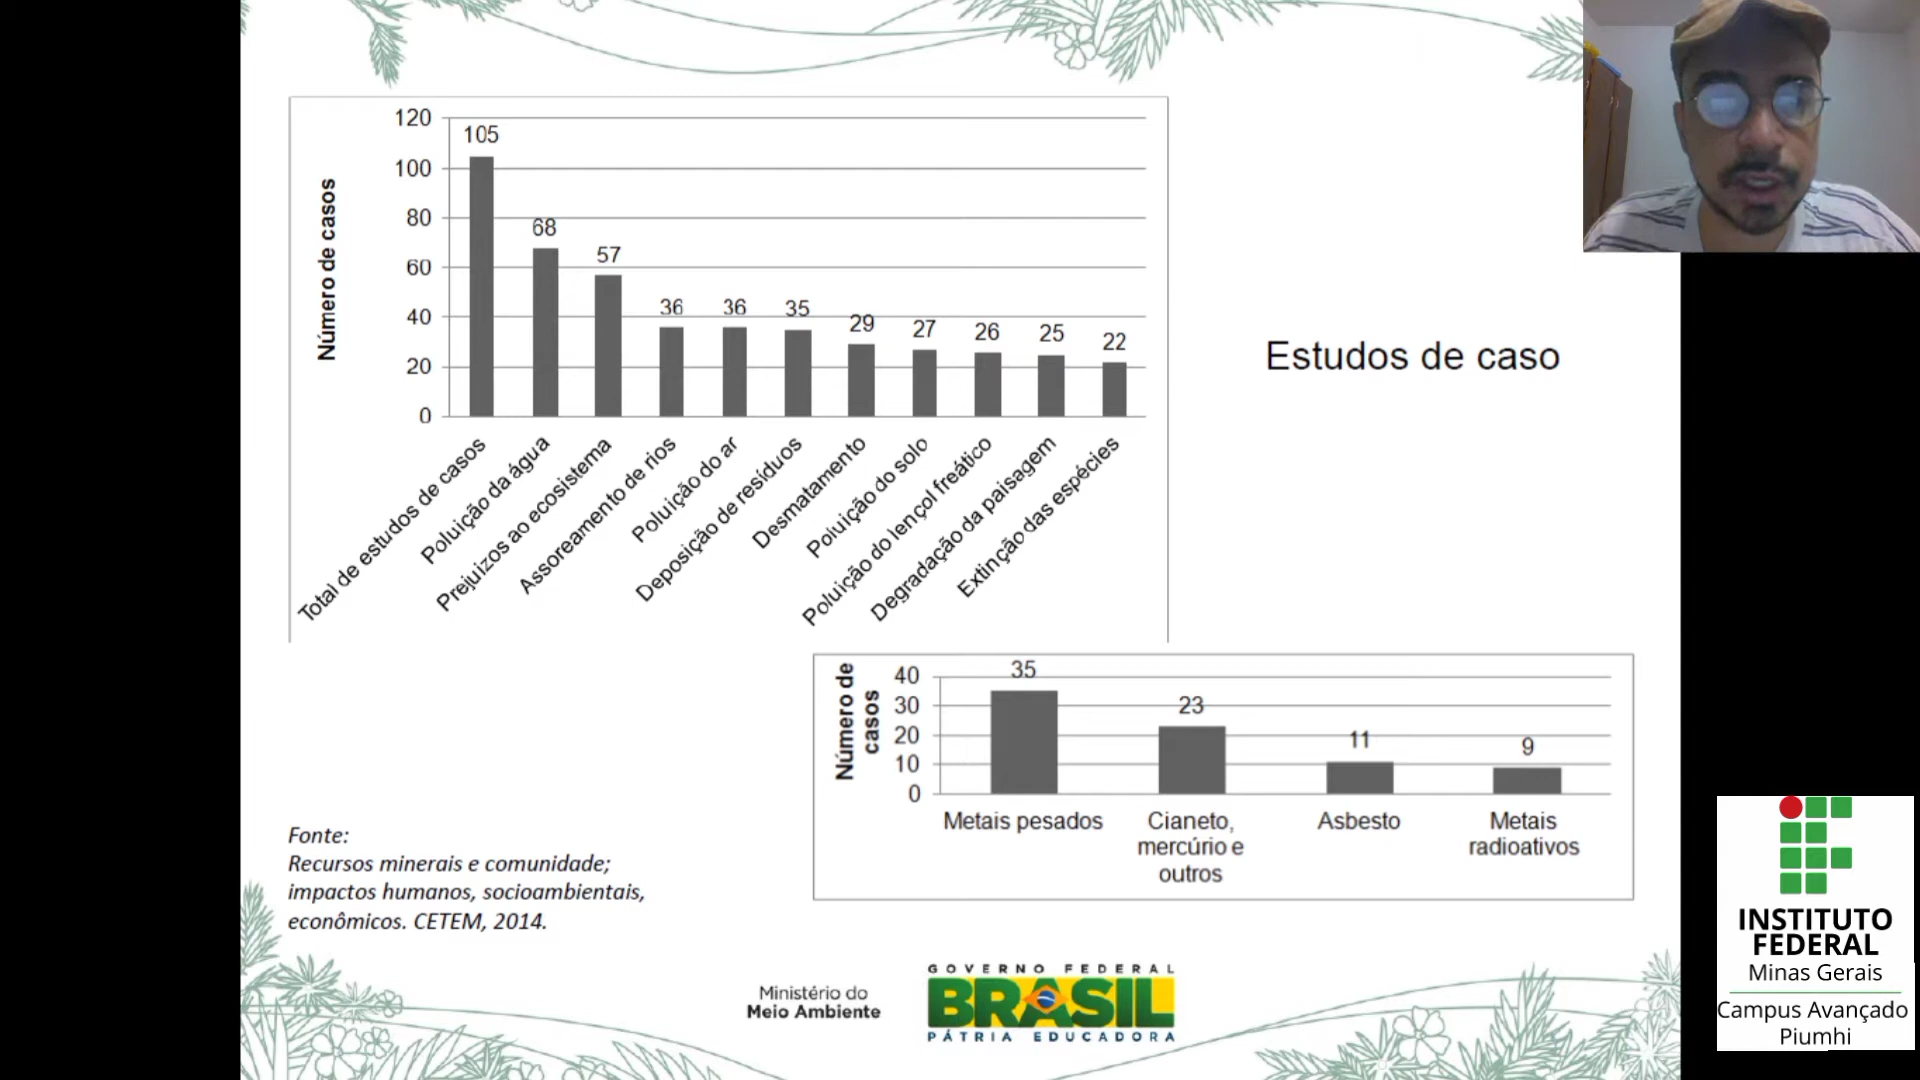 120
105
100
80
68
60
57
40
36
36
35
29
27
26
25
22
20
0
Número de casos
Total de estudos de casos
Poluição da água
Prejuízos ao ecosistema
Assoreamento de rios
Poluição do ar
Deposição de resíduos
Desmatamento
Poluição do solo
Poluição do lençol freático
Degradação da paisagem
Extinção das espécies
Estudos de caso
Número de
casos
40
30
20
10
0
35
23
11
9
Metais pesados
Cianeto,
mercúrio e
outros
Asbesto
Metais
radioativos
Fonte:
Recursos minerais e comunidade;
impactos humanos, socioambientais,
econômicos. CETEM, 2014.
Ministério do
Meio Ambiente
GOVERNO FEDERAL
BRASIL
PÁTRIA EDUCADORA
INSTITUTO
FEDERAL
Minas Gerais
Campus Avançado
Piumhi